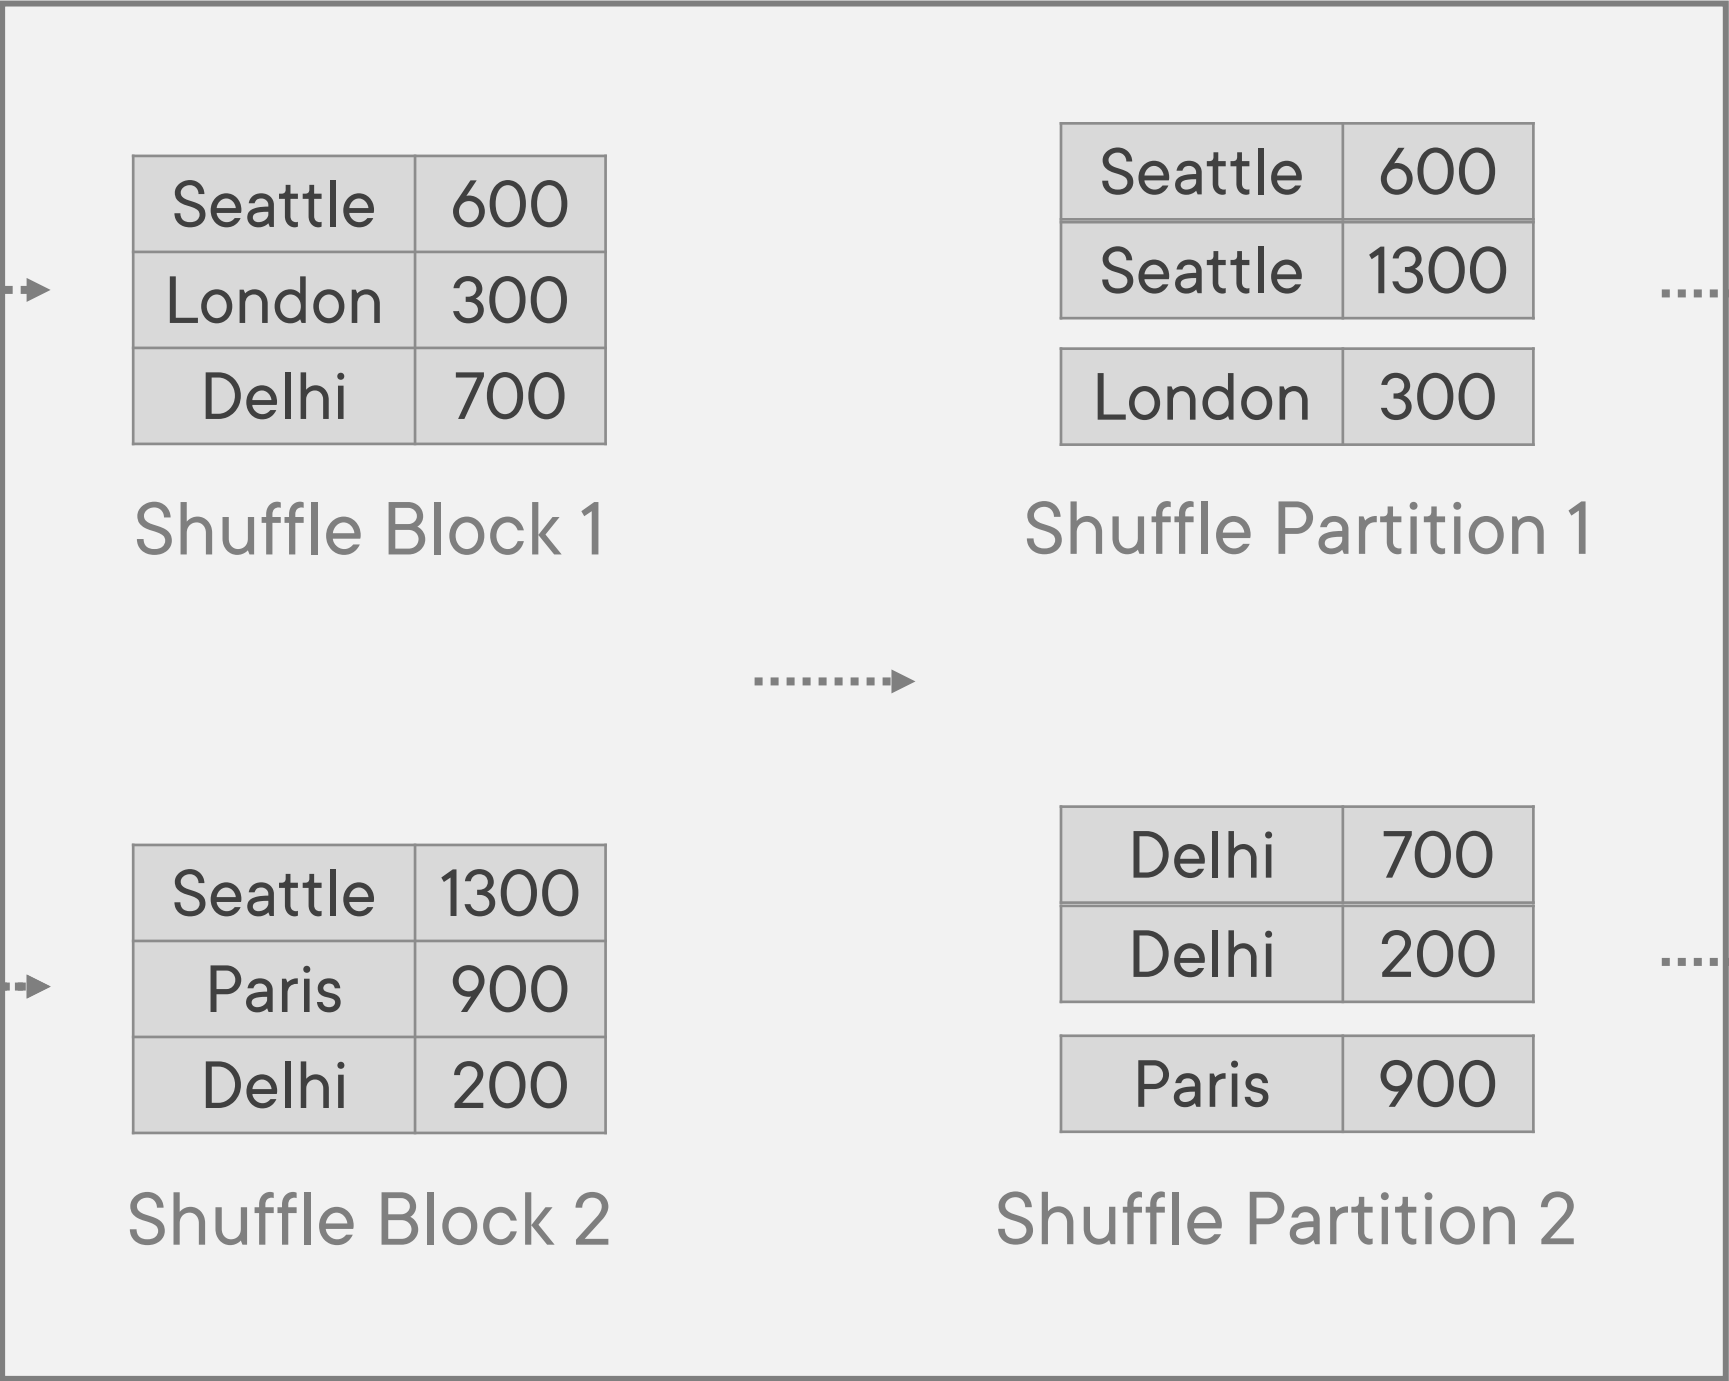 Seattle 600
London 300
Delhi 700
Shuffle Block 1
Seattle 1300
Paris 900
Delhi 200
Shuffle Block 2
Seattle 600
Seattle 1300
London 300
Shuffle Partition 1
Delhi 700
Delhi 200
Paris 900
Shuffle Partition 2